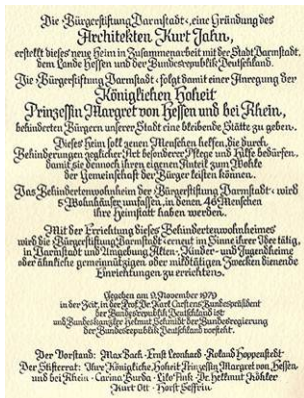 Die ›Bürgerstiftung Darmstadt‹, eine Gründung des
Architekten Kurt Jahn,
erstellt dieses neue Heim in Zusammenarbeit mit der Stadt Darmstadt,
dem Lande Hessen und der Bundesrepublik Deutschland.
Die ›Bürgerstiftung Darmstadt‹ folgt damit einer Anregung der
Königlichen Hoheit
Prinzessin Margret von Hessen und bei Rhein,
behinderten Bürgern unserer Stadt eine bleibende Stätte zu geben.
Dieses Heim soll jenen Menschen helfen, die durch
Behinderungen jeglicher Art besonderer Pflege und Hilfe bedürfen,
damit sie dennoch ihren eigenen Anteil zum Wohle
der Gemeinschaft der Bürger leisten können.
Das Behindertenwohnheim der ›Bürgerstiftung Darmstadt‹ wird
5 Wohnhäuser umfassen, in denen 46 Menschen
ihre Heimstatt haben werden.
Mit der Errichtung dieses Behindertenwohnheimes
wird die ›Bürgerstiftung Darmstadt‹ erneut im Sinne ihrer Idee tätig,
in Darmstadt und Umgebung Alten-, Kinder- und Jugendheime
oder ähnliche gemeinnützigen oder mildtätigen Zwecken dienende
Einrichtungen zu errichten.
Gegeben am 9. November 1979
in der Zeit, in der Prof. Dr. Karl Carstens Bundespräsident
der Bundesrepublik Deutschland ist
und Bundeskanzler Helmut Schmidt der Bundesregierung
der Bundesrepublik Deutschland vorsteht.
Der Vorstand: Max Back · Ernst Leonhard · Roland Hoppenstedt
Der Stifterrat: Ihre Königliche Hoheit Prinzessin Margret von Hessen
und bei Rhein · Carina Burda · Dr. Hellmut Köhler
Kurt Ott · Horst Seffrin